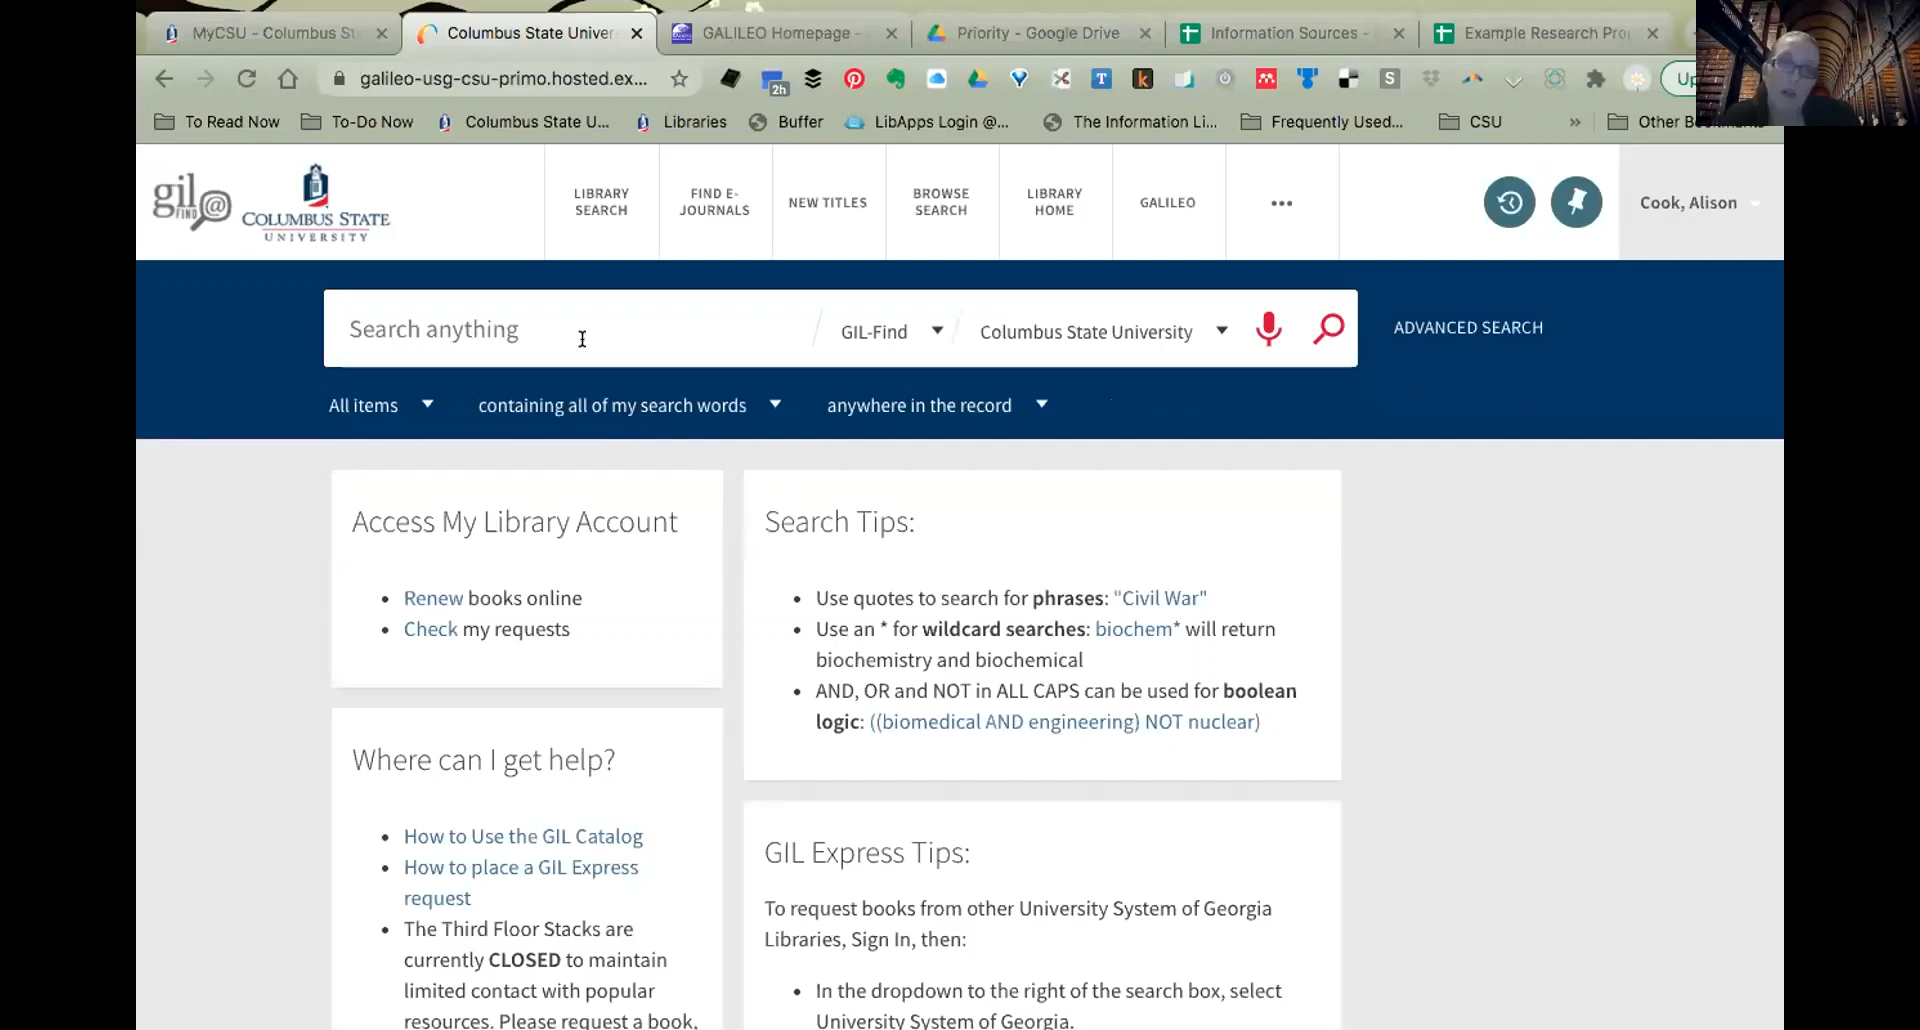 MyCSU - Columbus St
Columbus State Univer
GALILEO Homepage -
Priority - Google Drive
Information Sources -
Example Research Pro
galileo-usg-csu-primo.hosted.ex...
2h
T
k
S
Up
To Read Now
To-Do Now
Columbus State U...
Libraries
Buffer
LibApps Login @...
The Information Li...
Frequently Used...
CSU
»
Other Bookmarks
gil FIND @
COLUMBUS STATE
UNIVERSITY
LIBRARY
SEARCH
FIND E-
JOURNALS
NEW TITLES
BROWSE
SEARCH
LIBRARY
HOME
GALILEO
...
Cook, Alison
Search anything
GIL-Find
Columbus State University
ADVANCED SEARCH
All items
containing all of my search words
anywhere in the record
Access My Library Account
• Renew books online
• Check my requests
Where can I get help?
• How to Use the GIL Catalog
• How to place a GIL Express
request
• The Third Floor Stacks are
currently CLOSED to maintain
limited contact with popular
resources. Please request a book,
Search Tips:
• Use quotes to search for phrases: "Civil War"
• Use an * for wildcard searches: biochem* will return
biochemistry and biochemical
• AND, OR and NOT in ALL CAPS can be used for boolean
logic: ((biomedical AND engineering) NOT nuclear)
GIL Express Tips:
To request books from other University System of Georgia
Libraries, Sign In, then:
• In the dropdown to the right of the search box, select
University System of Georgia.